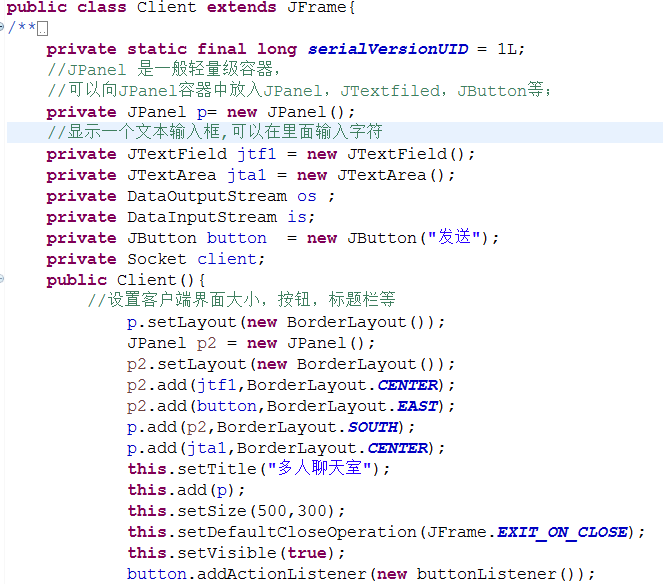 public class Client extends JFrame{
/**
private static final long serialVersionUID = 1L;
//JPanel 是一般轻量级容器，
//可以向JPanel容器中放入JPanel，JTextfiled，JButton等；
private JPanel p= new JPanel();
//显示一个文本输入框,可以在里面输入字符
private JTextField jtf1 = new JTextField();
private JTextArea jta1 = new JTextArea();
private DataOutputStream os ;
private DataInputStream is;
private JButton button  = new JButton("发送");
private Socket client;
public Client(){
//设置客户端界面大小，按钮，标题栏等
p.setLayout(new BorderLayout());
JPanel p2 = new JPanel();
p2.setLayout(new BorderLayout());
p2.add(jtf1,BorderLayout.CENTER);
p2.add(button,BorderLayout.EAST);
p.add(p2,BorderLayout.SOUTH);
p.add(jta1,BorderLayout.CENTER);
this.setTitle("多人聊天室");
this.add(p);
this.setSize(500,300);
this.setDefaultCloseOperation(JFrame.EXIT_ON_CLOSE);
this.setVisible(true);
button.addActionListener(new buttonListener());